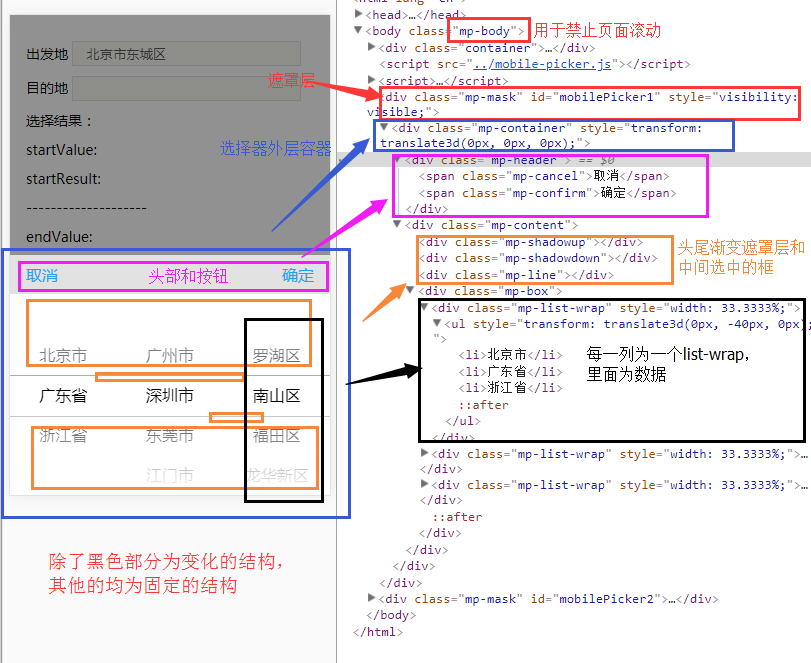 出发地 北京市东城区
目的地
遮罩层
选择结果：
startValue:
选择器外层容器
startResult:
-------------------
endValue:
取消 头部和按钮 确定
北京市 广州市 罗湖区
广东省 深圳市 南山区
浙江省 东莞市 福田区
江门市 龙华新区
除了黑色部分为变化的结构，
其他的均为固定的结构
▶<head>…</head>
▼<body class="mp-body"> 用于禁止页面滚动
▶<div class="container">…</div>
<script src="../mobile-picker.js"></script>
▶<script>…</script>
<div class="mp-mask" id="mobilePicker1" style="visibility:
visible;">
▼<div class="mp-container" style="transform:
translate3d(0px, 0px, 0px);">
▼<div class="mp-header"> == $0
<span class="mp-cancel">取消</span>
<span class="mp-confirm">确定</span>
</div>
▼<div class="mp-content">
<div class="mp-shadowup"></div>
<div class="mp-shadowdown"></div>
<div class="mp-line"></div>
头尾渐变遮罩层和
中间选中的框
▼<div class="mp-box">
▼<div class="mp-list-wrap" style="width: 33.3333%;">
▼<ul style="transform: translate3d(0px, -40px, 0px);
">
<li>北京市</li>
<li>广东省</li>
<li>浙江省</li>
每一列为一个list-wrap，
里面为数据
::after
</ul>
</div>
▶<div class="mp-list-wrap" style="width: 33.3333%;">…
</div>
▶<div class="mp-list-wrap" style="width: 33.3333%;">…
</div>
::after
</div>
</div>
</div>
</div>
▶<div class="mp-mask" id="mobilePicker2">…</div>
</body>
</html>